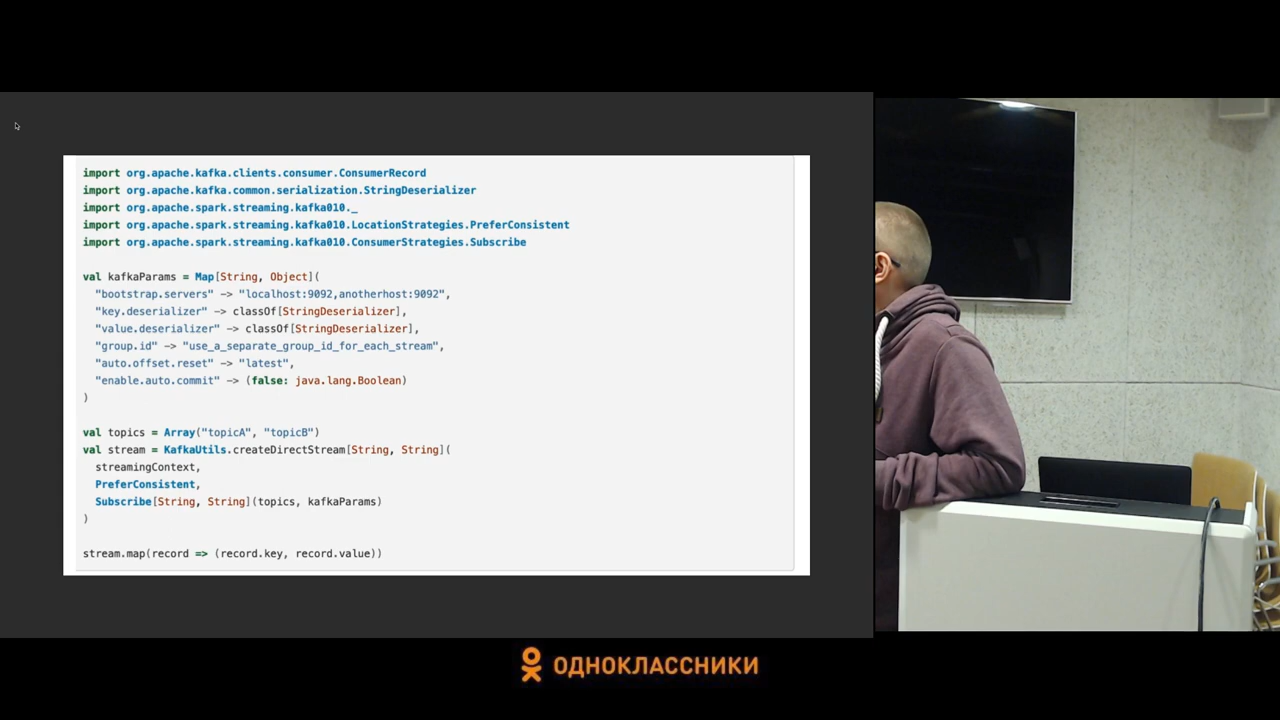 import org.apache.kafka.clients.consumer.ConsumerRecord
import org.apache.kafka.common.serialization.StringDeserializer
import org.apache.spark.streaming.kafka010._
import org.apache.spark.streaming.kafka010.LocationStrategies.PreferConsistent
import org.apache.spark.streaming.kafka010.ConsumerStrategies.Subscribe
val kafkaParams = Map[String, Object](
"bootstrap.servers" -> "localhost:9092,anotherhost:9092",
"key.deserializer" -> classOf[StringDeserializer],
"value.deserializer" -> classOf[StringDeserializer],
"group.id" -> "use_a_separate_group_id_for_each_stream",
"auto.offset.reset" -> "latest",
"enable.auto.commit" -> (false: java.lang.Boolean)
)
val topics = Array("topicA", "topicB")
val stream = KafkaUtils.createDirectStream[String, String](
streamingContext,
PreferConsistent,
Subscribe[String, String](topics, kafkaParams)
)
stream.map(record => (record.key, record.value))
ОДНОКЛАССНИКИ